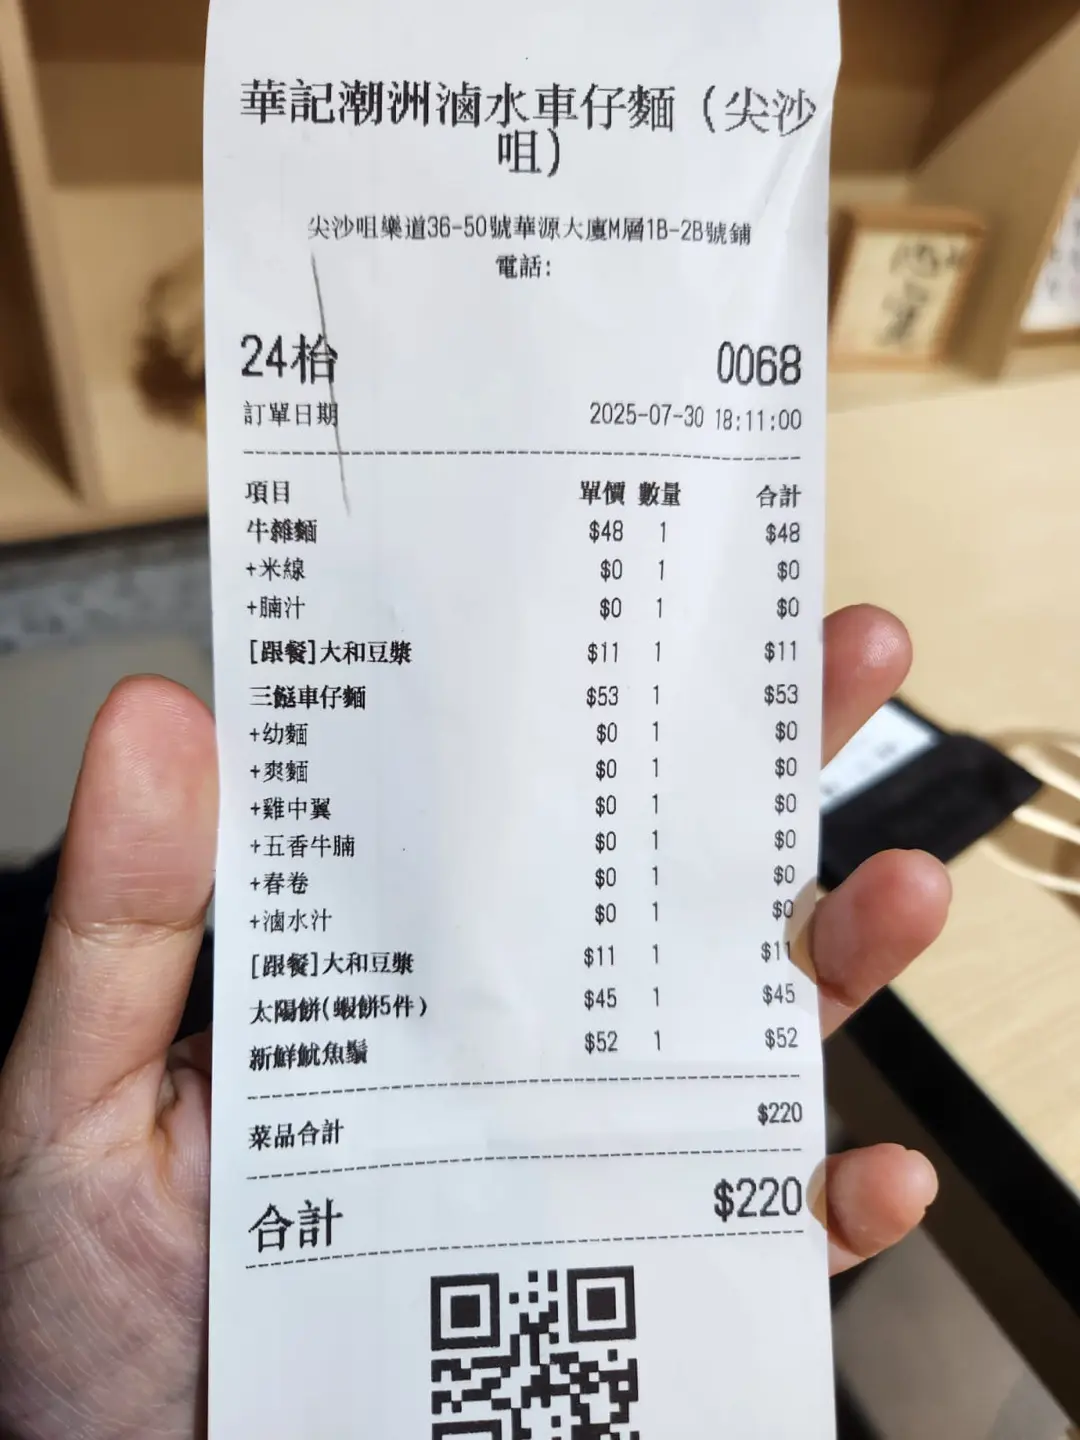 華記潮洲滷水車仔麵（尖沙
咀）
尖沙咀樂道36-50號華源大廈M層1B-2B號鋪
電話:
24枱 0068
訂單日期 2025-07-30 18:11:00
項目 單價 數量 合計
牛雜麵 $48 1 $48
+米線 $0 1 $0
+腩汁 $0 1 $0
[跟餐]大和豆漿 $11 1 $11
三餸車仔麵 $53 1 $53
+幼麵 $0 1 $0
+爽麵 $0 1 $0
+雞中翼 $0 1 $0
+五香牛腩 $0 1 $0
+春卷 $0 1 $0
+滷水汁 $0 1 $0
[跟餐]大和豆漿 $11 1 $11
太陽餅(蝦餅5件) $45 1 $45
新鮮魷魚鬚 $52 1 $52
菜品合計 $220
合計 $220